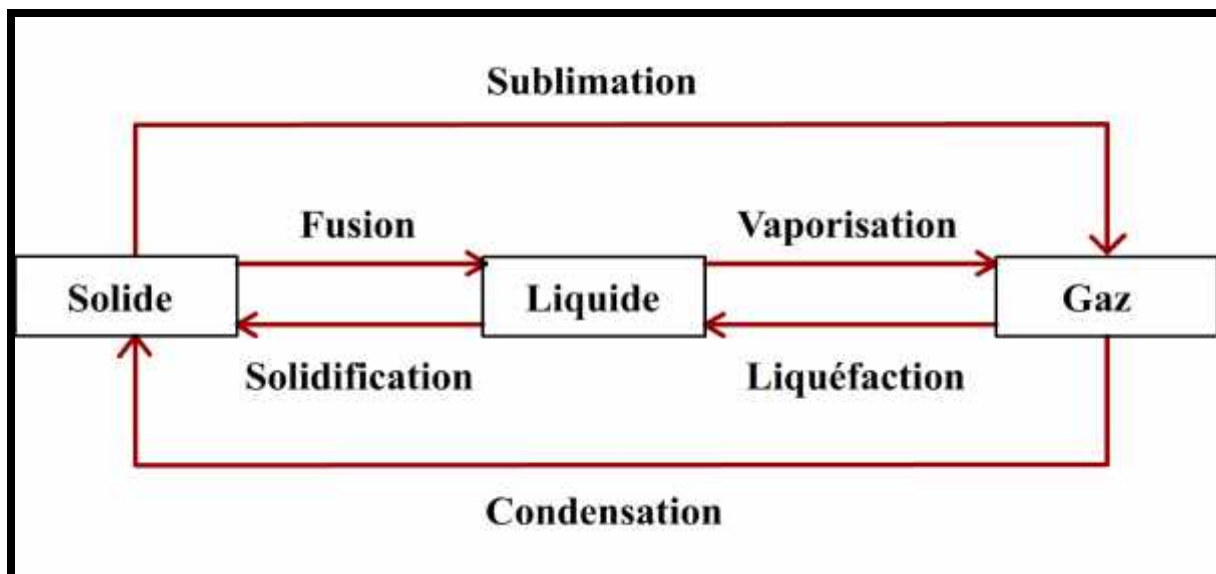 Sublimation
Fusion
Vaporisation
Solide
Liquide
Gaz
Solidification
Liquéfaction
Condensation